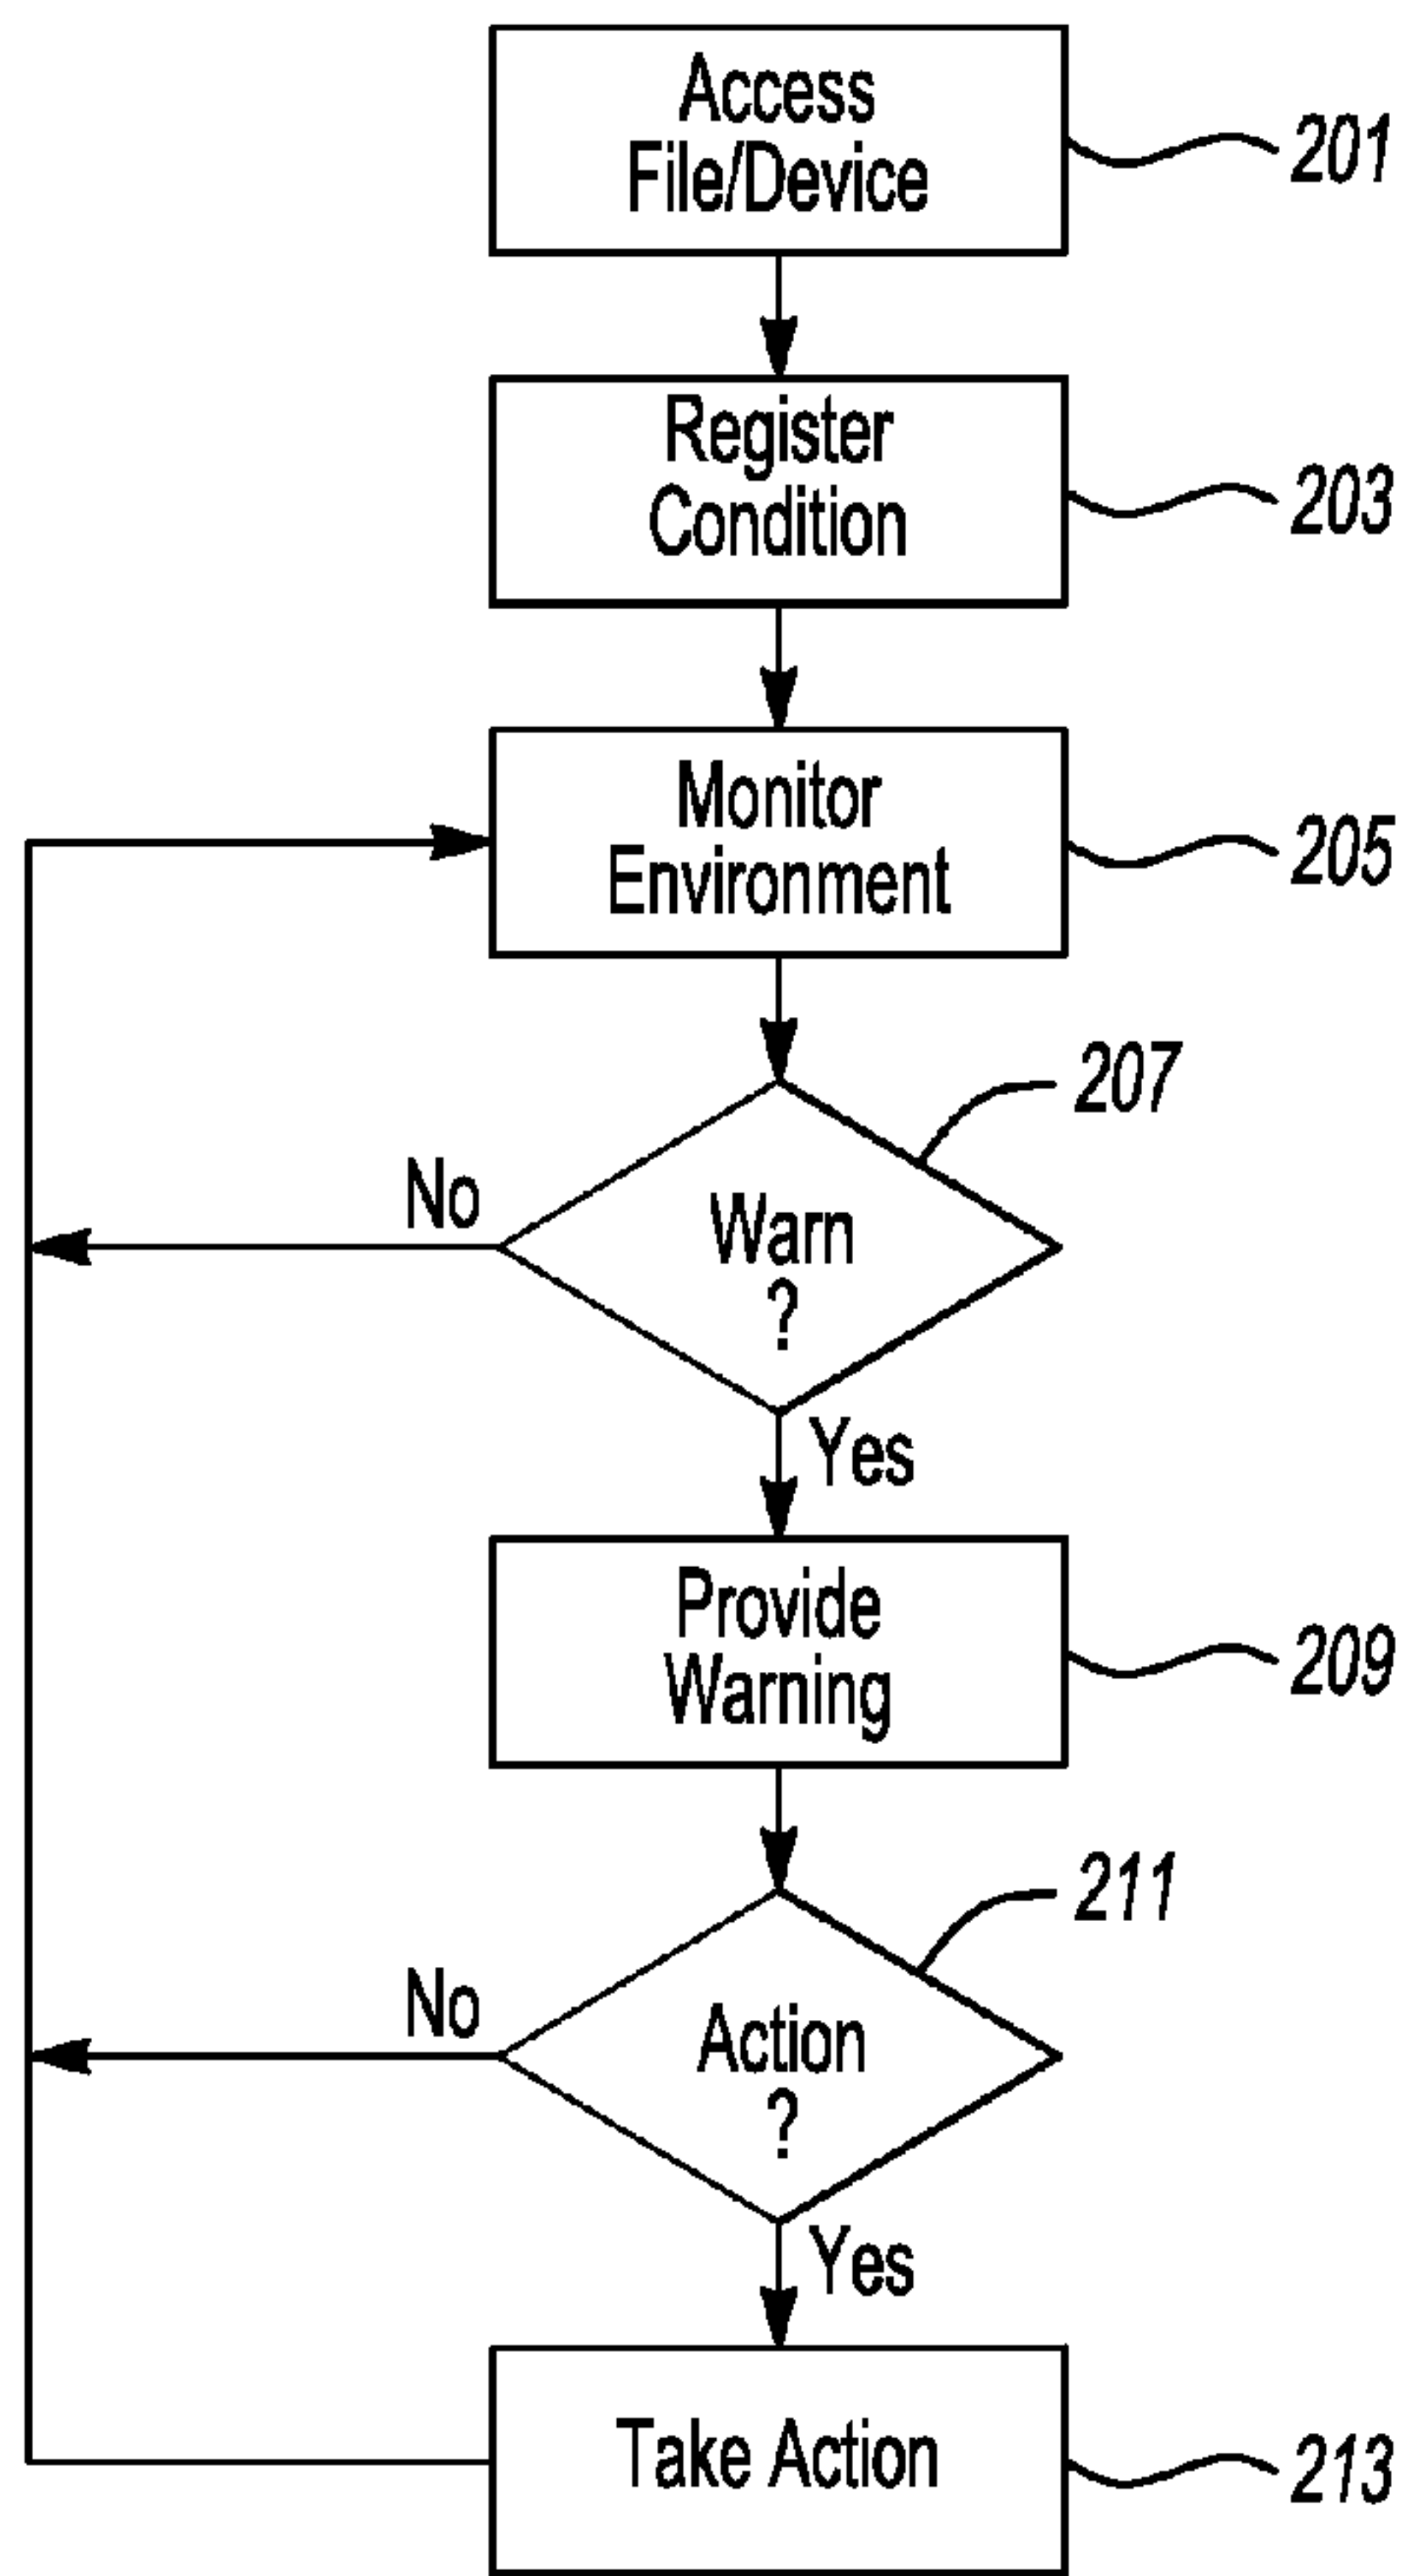 Access
File/Device
201
Register
Condition
203
Monitor
Environment
205
207
No
Warn
?
Yes
Provide
Warning
209
211
No
Action
?
Yes
Take Action
213